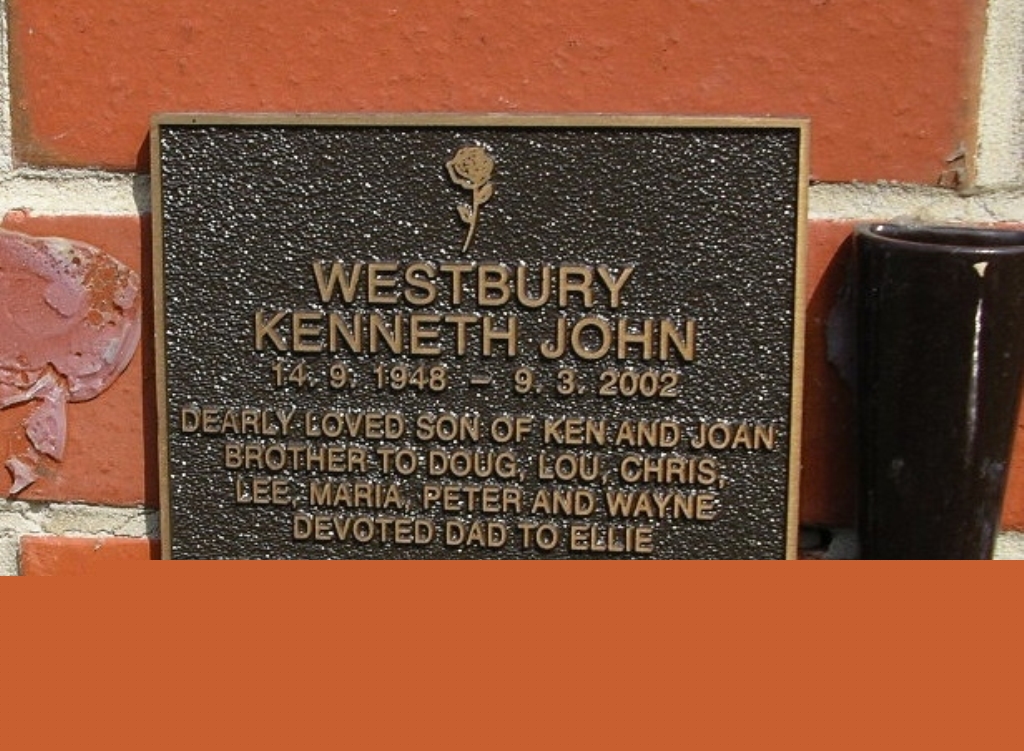 WESTBURY
KENNETH JOHN
14. 9. 1948 – 9. 3. 2002
DEARLY LOVED SON OF KEN AND JOAN
BROTHER TO DOUG, LOU, CHRIS,
LEE, MARIA, PETER AND WAYNE
DEVOTED DAD TO ELLIE